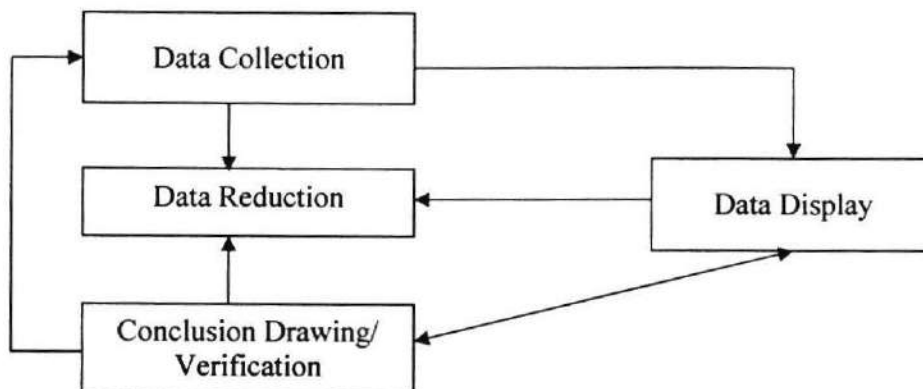 Data Collection
Data Reduction
Data Display
Conclusion Drawing/
Verification